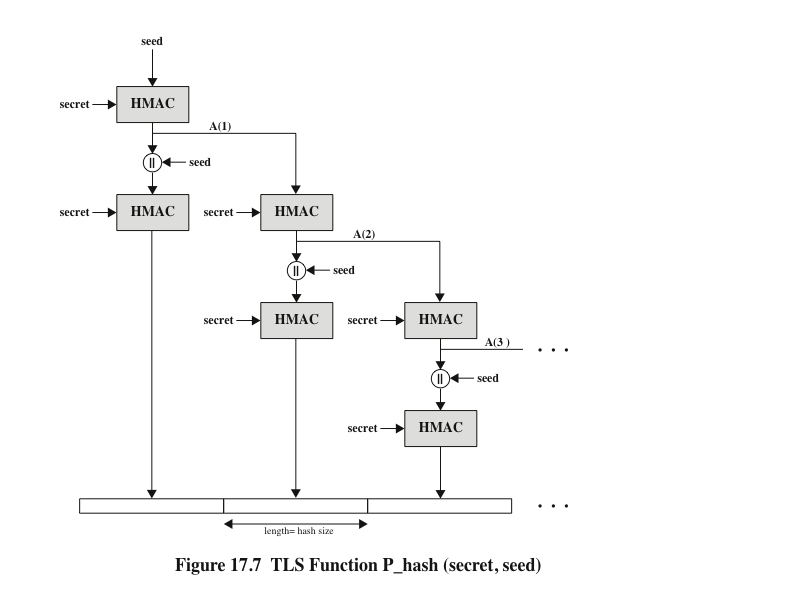 seed
secret
HMAC
A(1)
||
seed
secret
HMAC
secret
HMAC
A(2)
||
seed
secret
HMAC
secret
HMAC
A(3 )
• • •
||
seed
secret
HMAC
• • •
length= hash size
Figure 17.7 TLS Function P_hash (secret, seed)